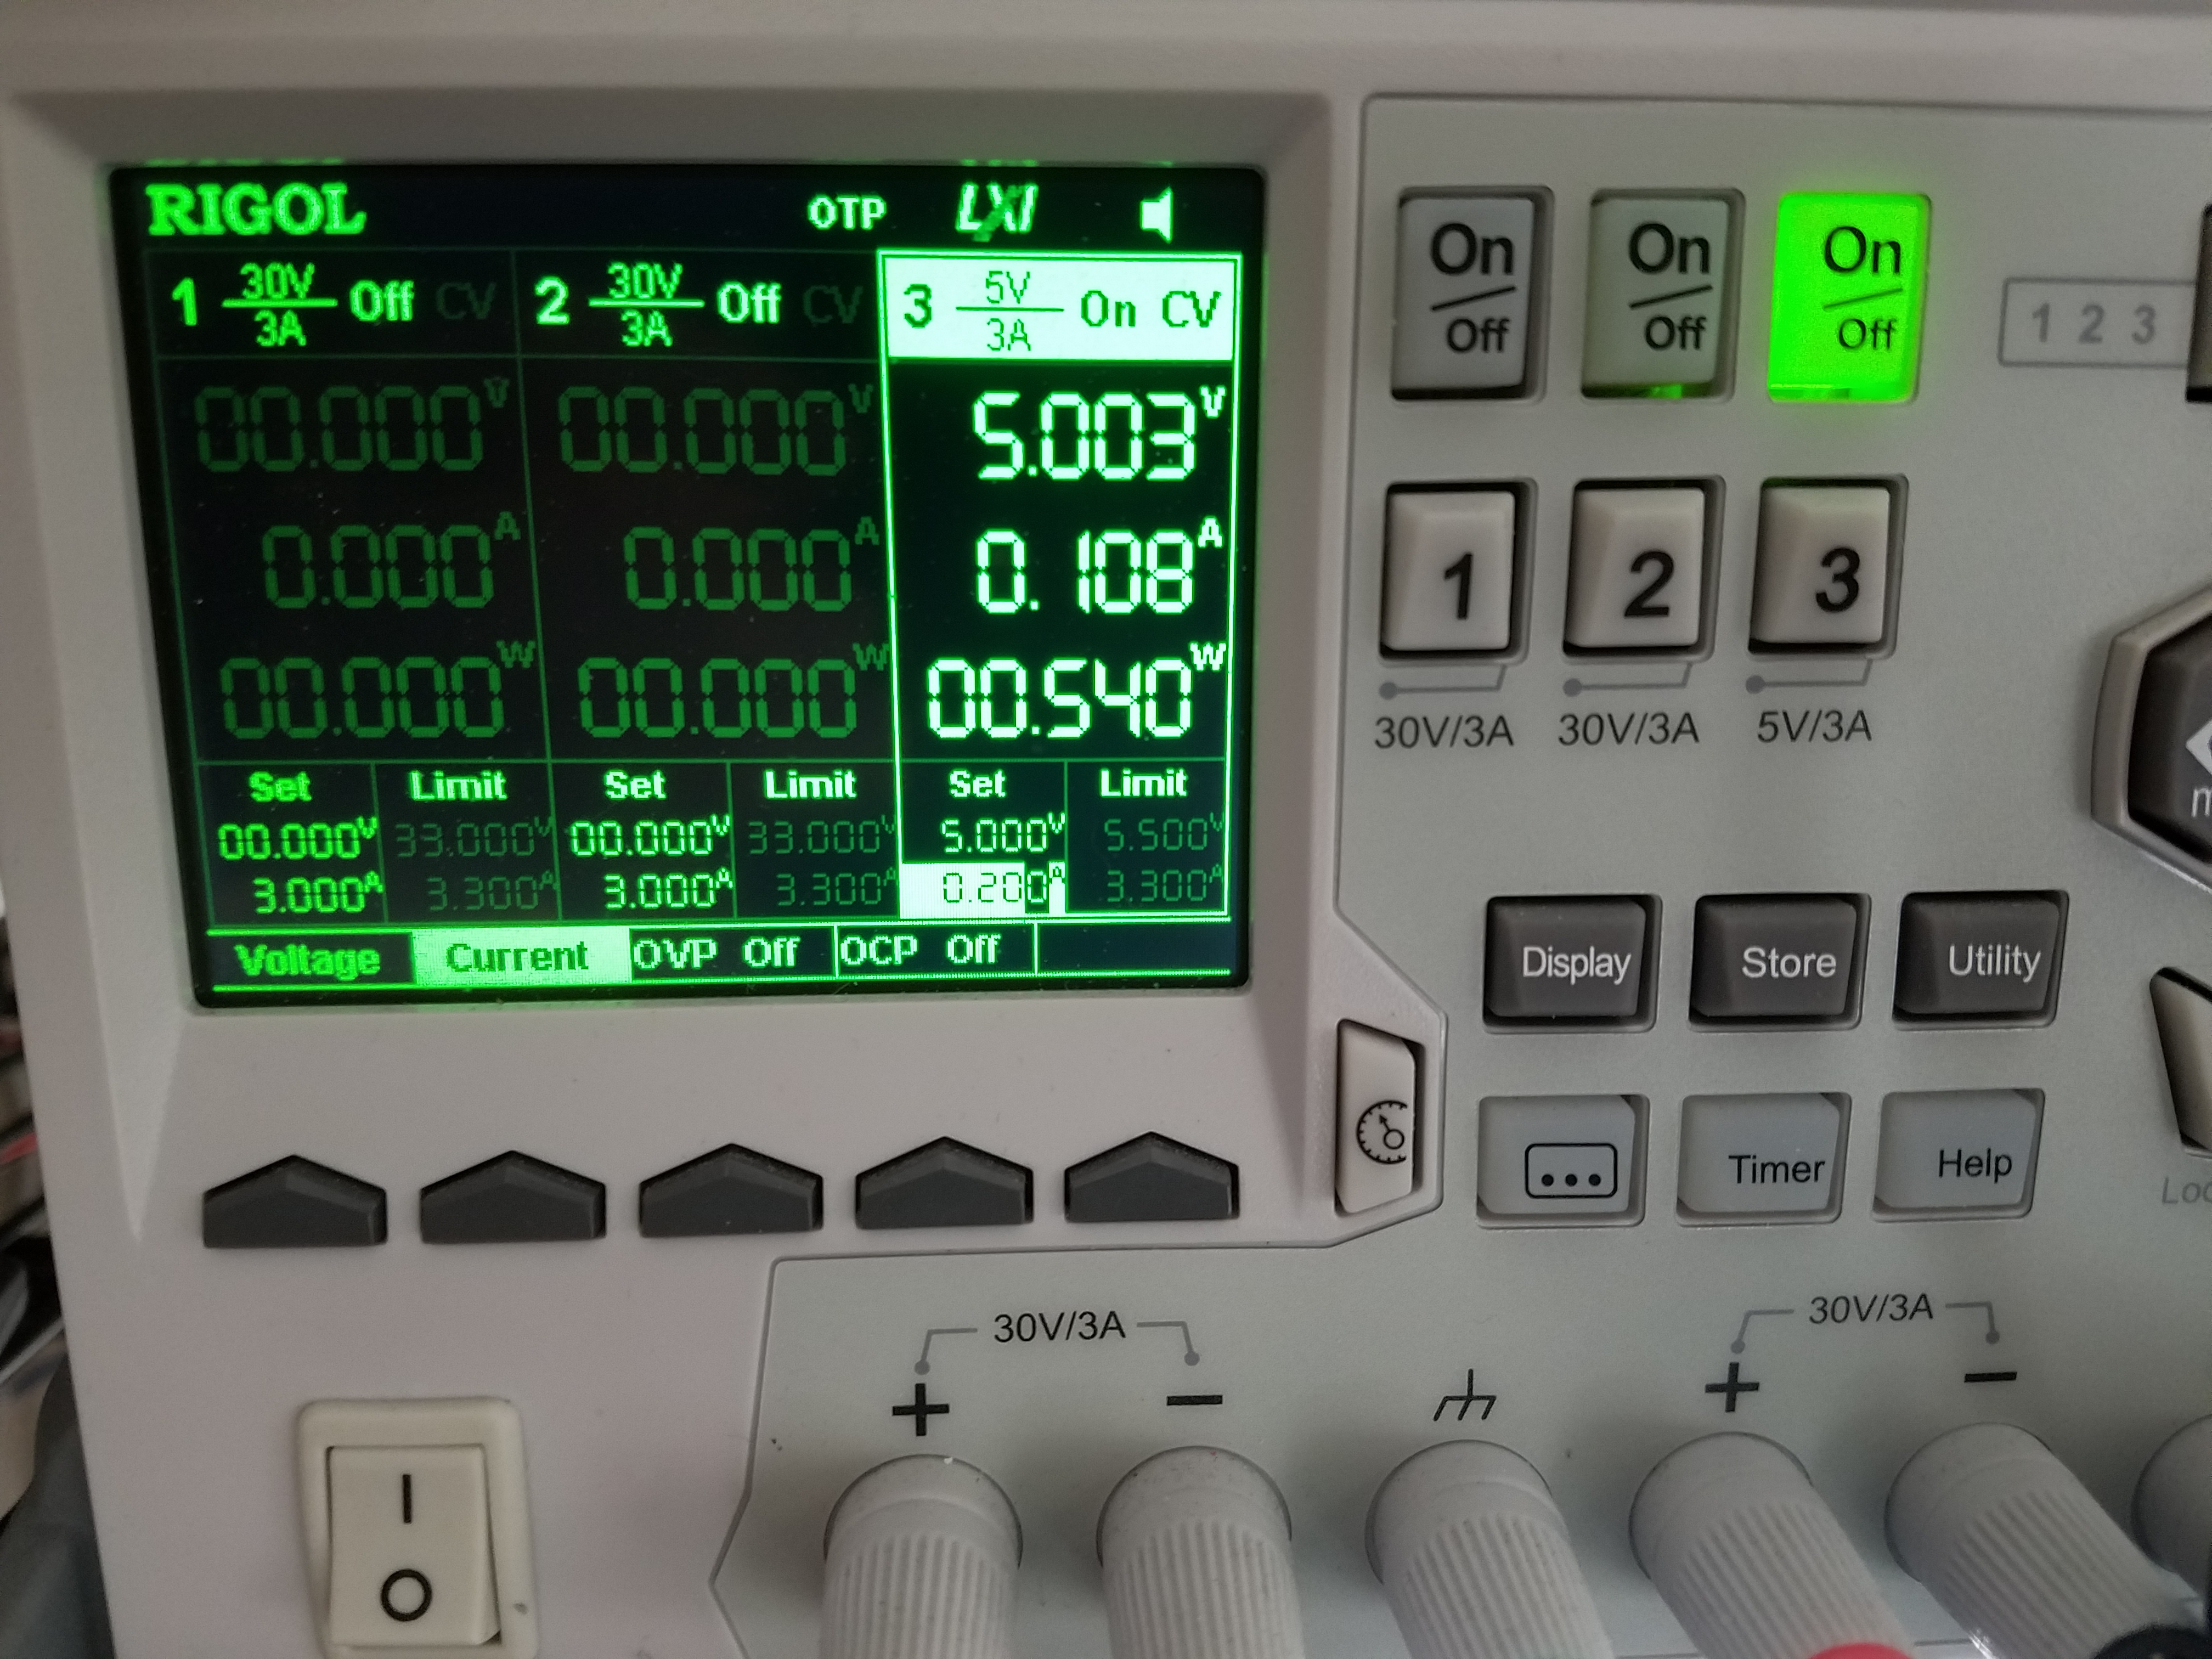 RIGOL OTP LXI
1 30V/3A Off CV 2 30V/3A Off CV 3 5V/3A On CV
00.000V 00.000V 5.003V
0.000A 0.000A 0.108A
00.000W 00.000W 00.540W
Set Limit Set Limit Set Limit
00.000V 33.000V 00.000V 33.000V 5.000V 5.500V
3.000A 3.300A 3.000A 3.300A 0.200A 3.300A
Voltage Current OVP Off OCP Off
On/Off On/Off On/Off
1 2 3
1 2 3
30V/3A 30V/3A 5V/3A
Display Store Utility
Timer Help
30V/3A 30V/3A
+ − + −
I
O